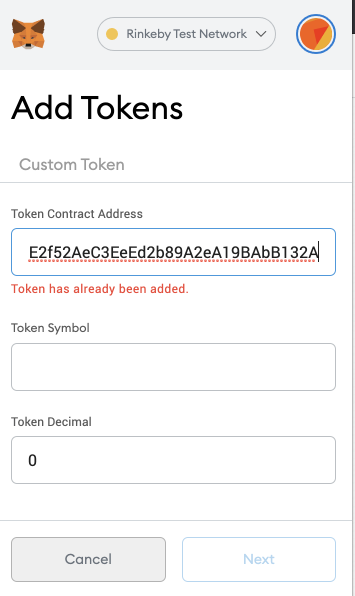 Rinkeby Test Network
Add Tokens
Custom Token
Token Contract Address
E2f52AeC3EeEd2b89A2eA19BAbB132A
Token has already been added.
Token Symbol
Token Decimal
0
Cancel
Next